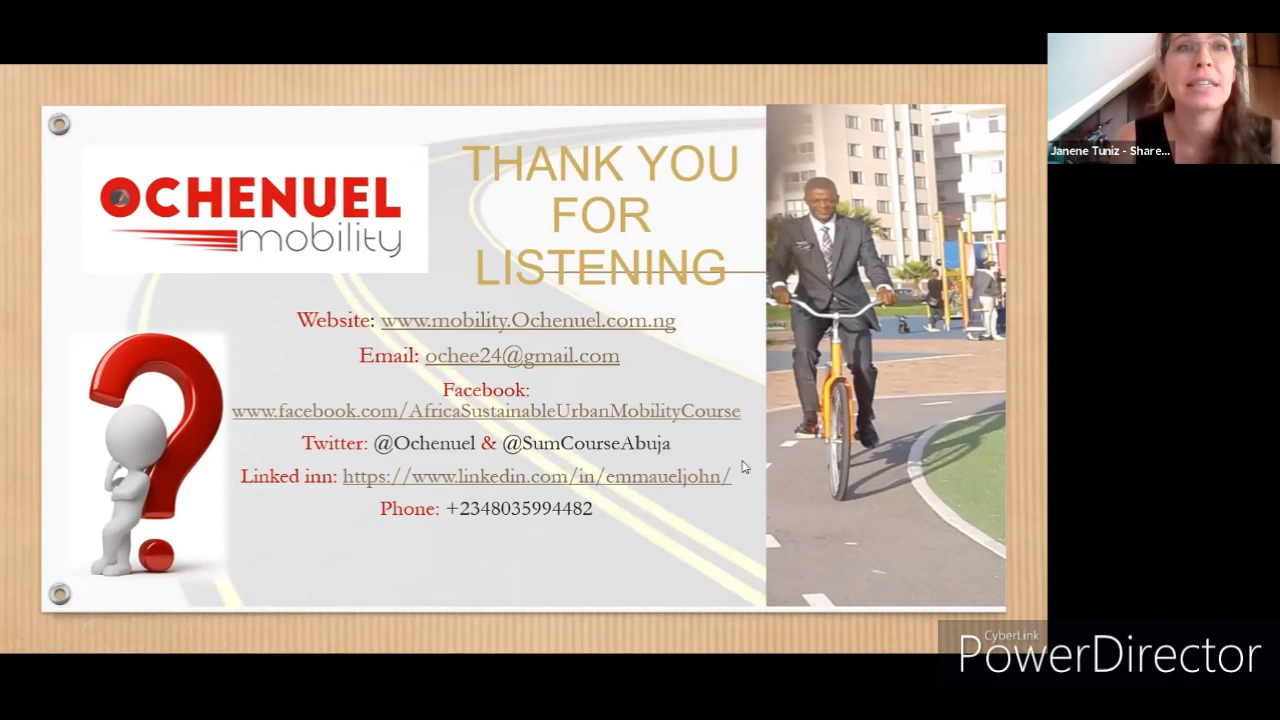 OCHENUEL
mobility
THANK YOU
FOR
LISTENING
Website: www.mobility.Ochenuel.com.ng
Email: ochee24@gmail.com
Facebook:
www.facebook.com/AfricaSustainableUrbanMobilityCourse
Twitter: @Ochenuel & @SumCourseAbuja
Linked inn: https://www.linkedin.com/in/emmaueljohn/
Phone: +2348035994482
Janene Tuniz - Share...
CyberLink
PowerDirector